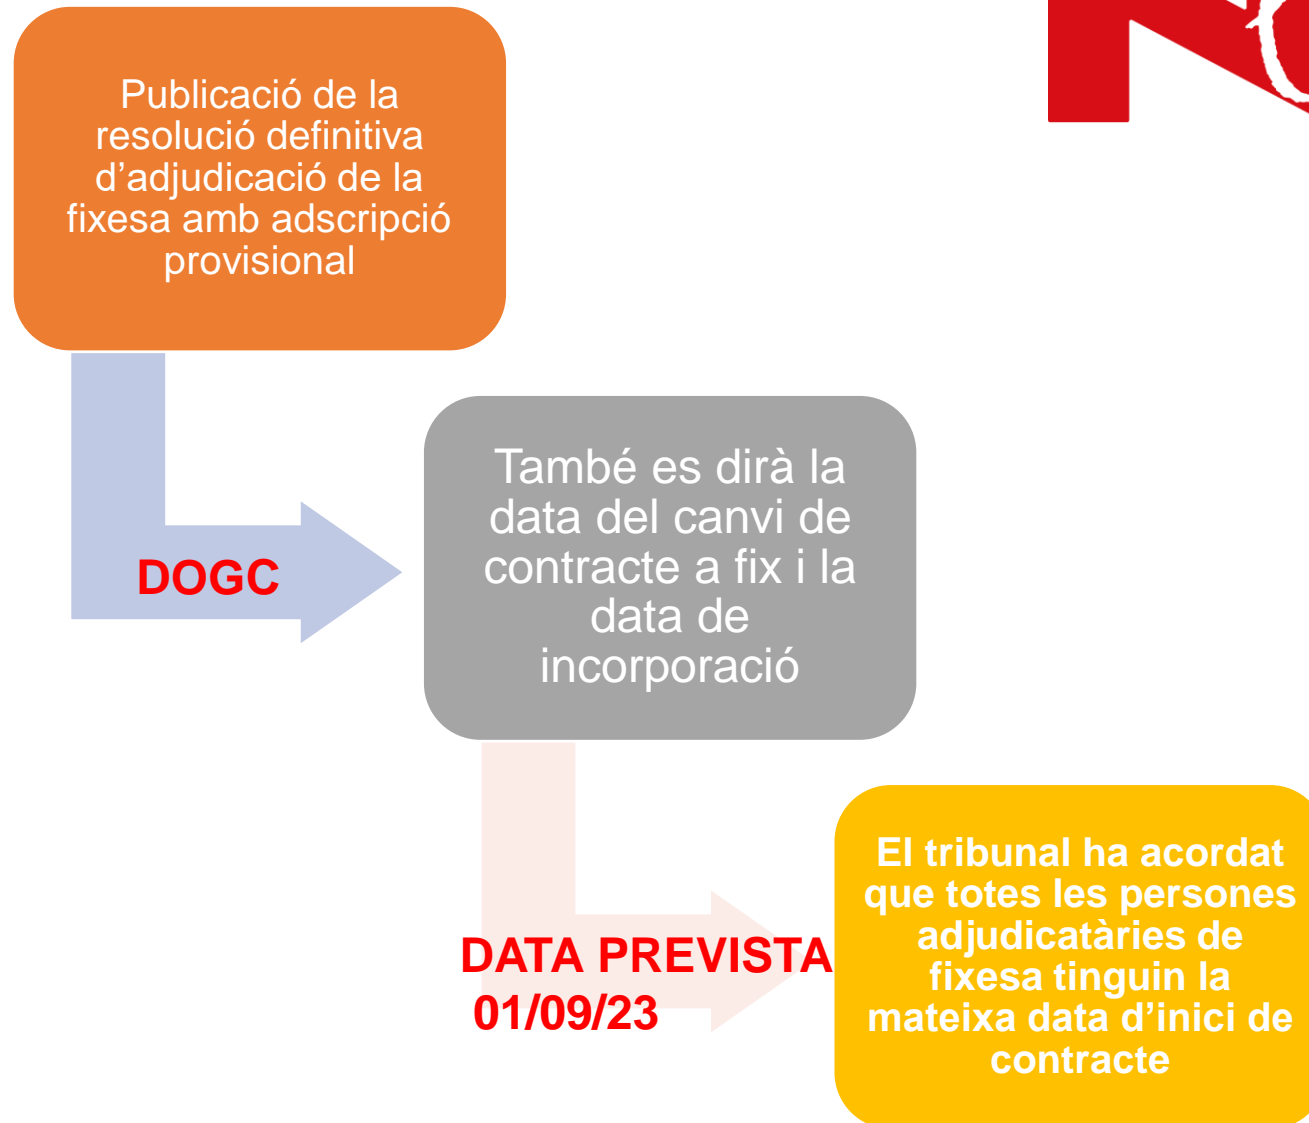 Publicació de la
resolució definitiva
d’adjudicació de la
fixesa amb adscripció
provisional
DOGC
També es dirà la
data del canvi de
contracte a fix i la
data de
incorporació
DATA PREVISTA
01/09/23
El tribunal ha acordat
que totes les persones
adjudicatàries de
fixesa tinguin la
mateixa data d’inici de
contracte